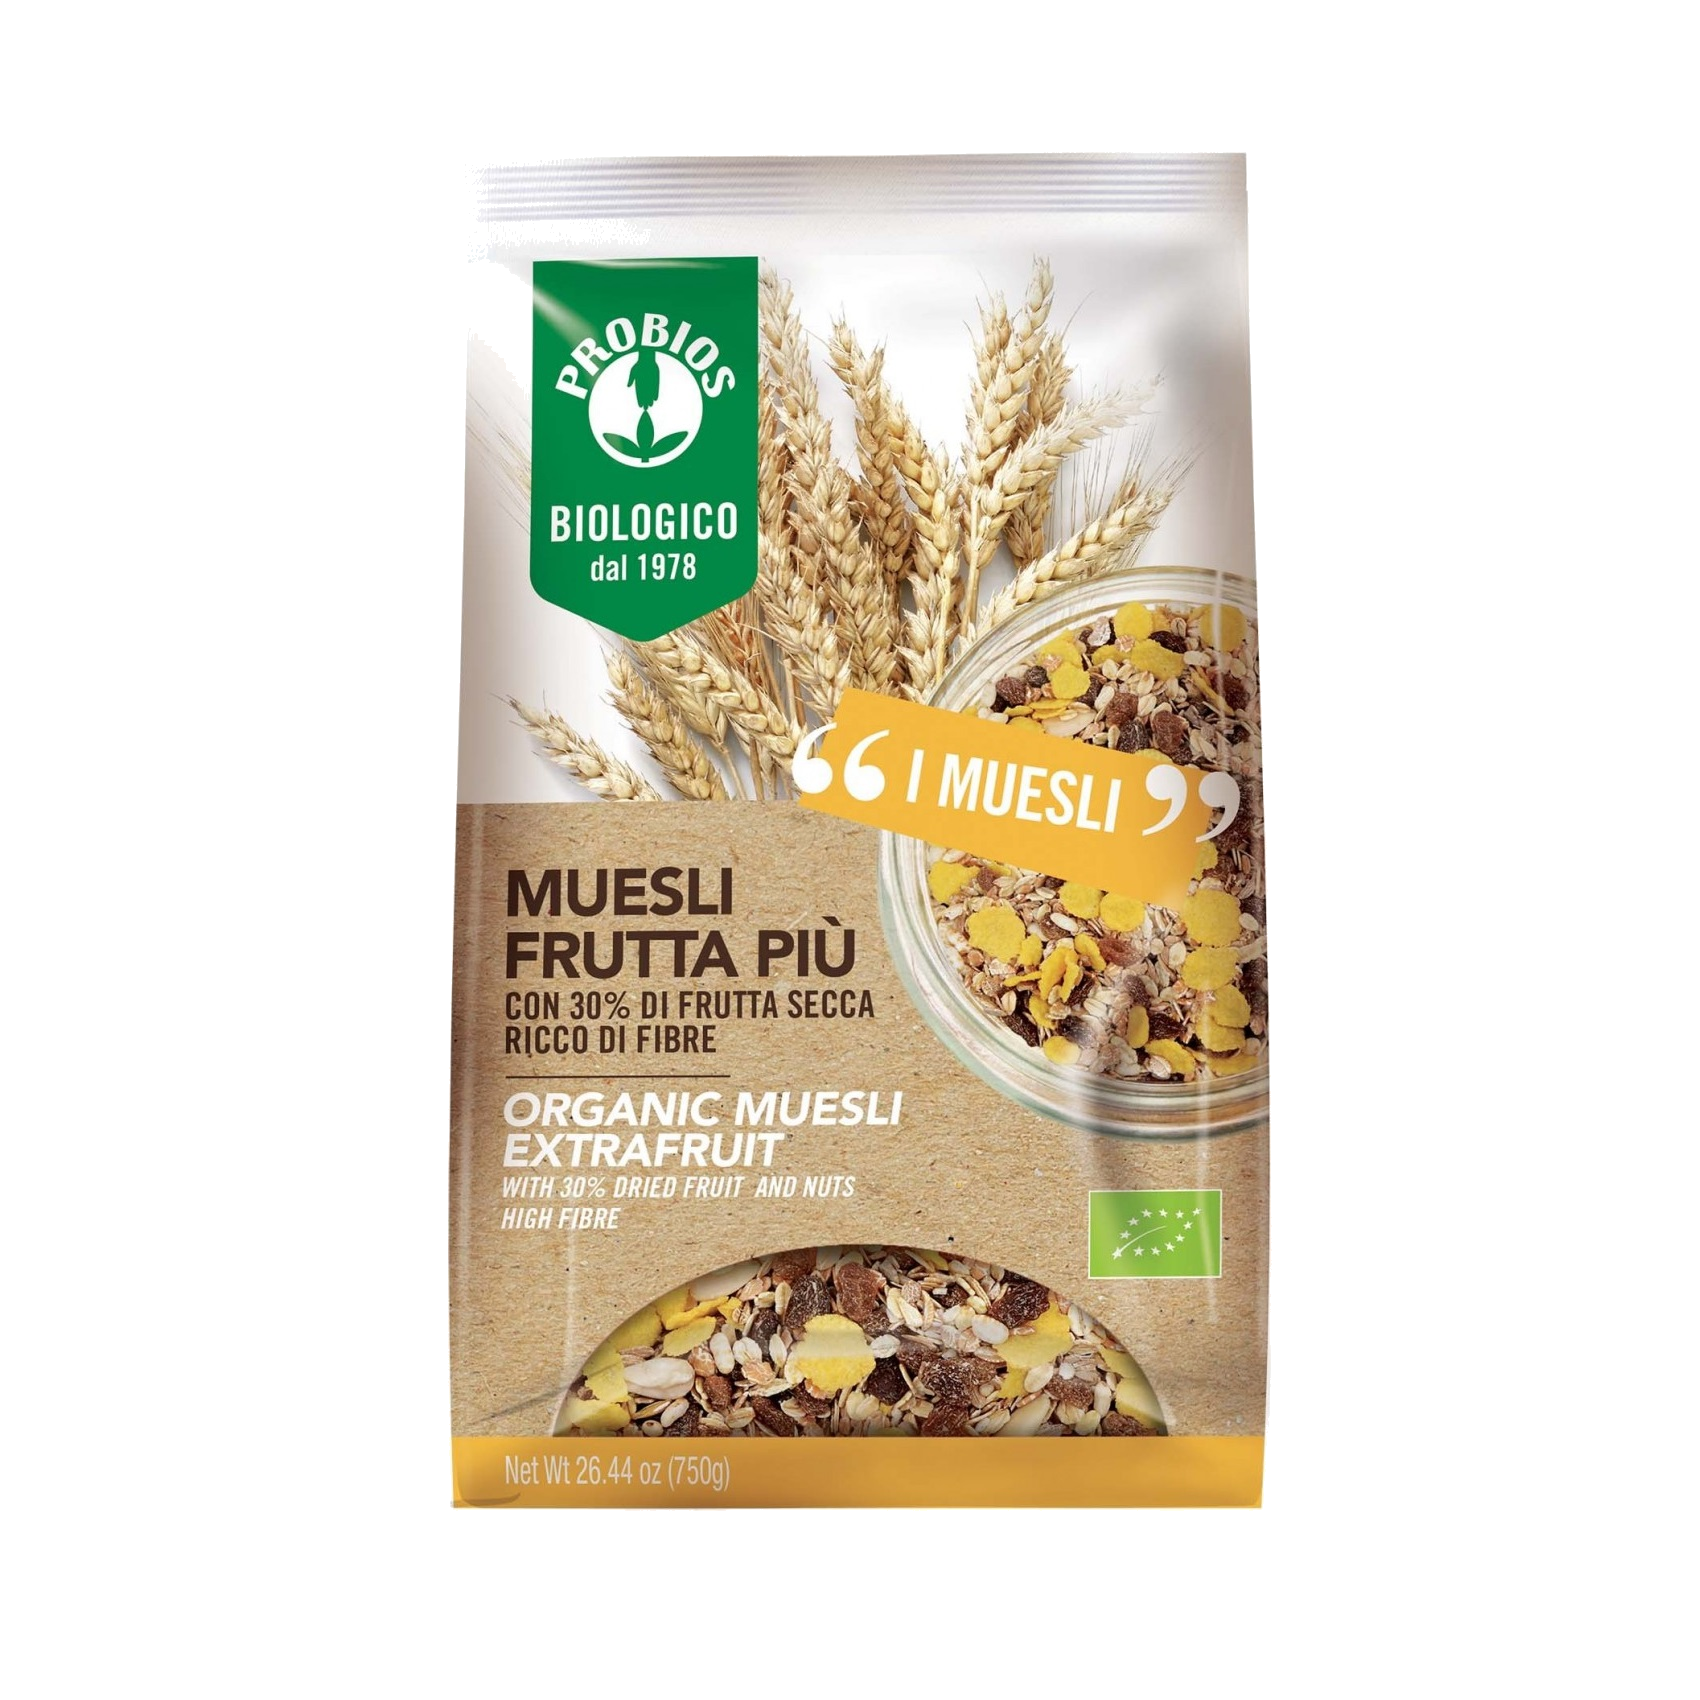 PROBIOS
BIOLOGICO
dal 1978
“ I MUESLI ”
MUESLI
FRUTTA PIÙ
CON 30% DI FRUTTA SECCA
RICCO DI FIBRE
ORGANIC MUESLI
EXTRAFRUIT
WITH 30% DRIED FRUIT AND NUTS
HIGH FIBRE
Net Wt 26.44 oz (750g)